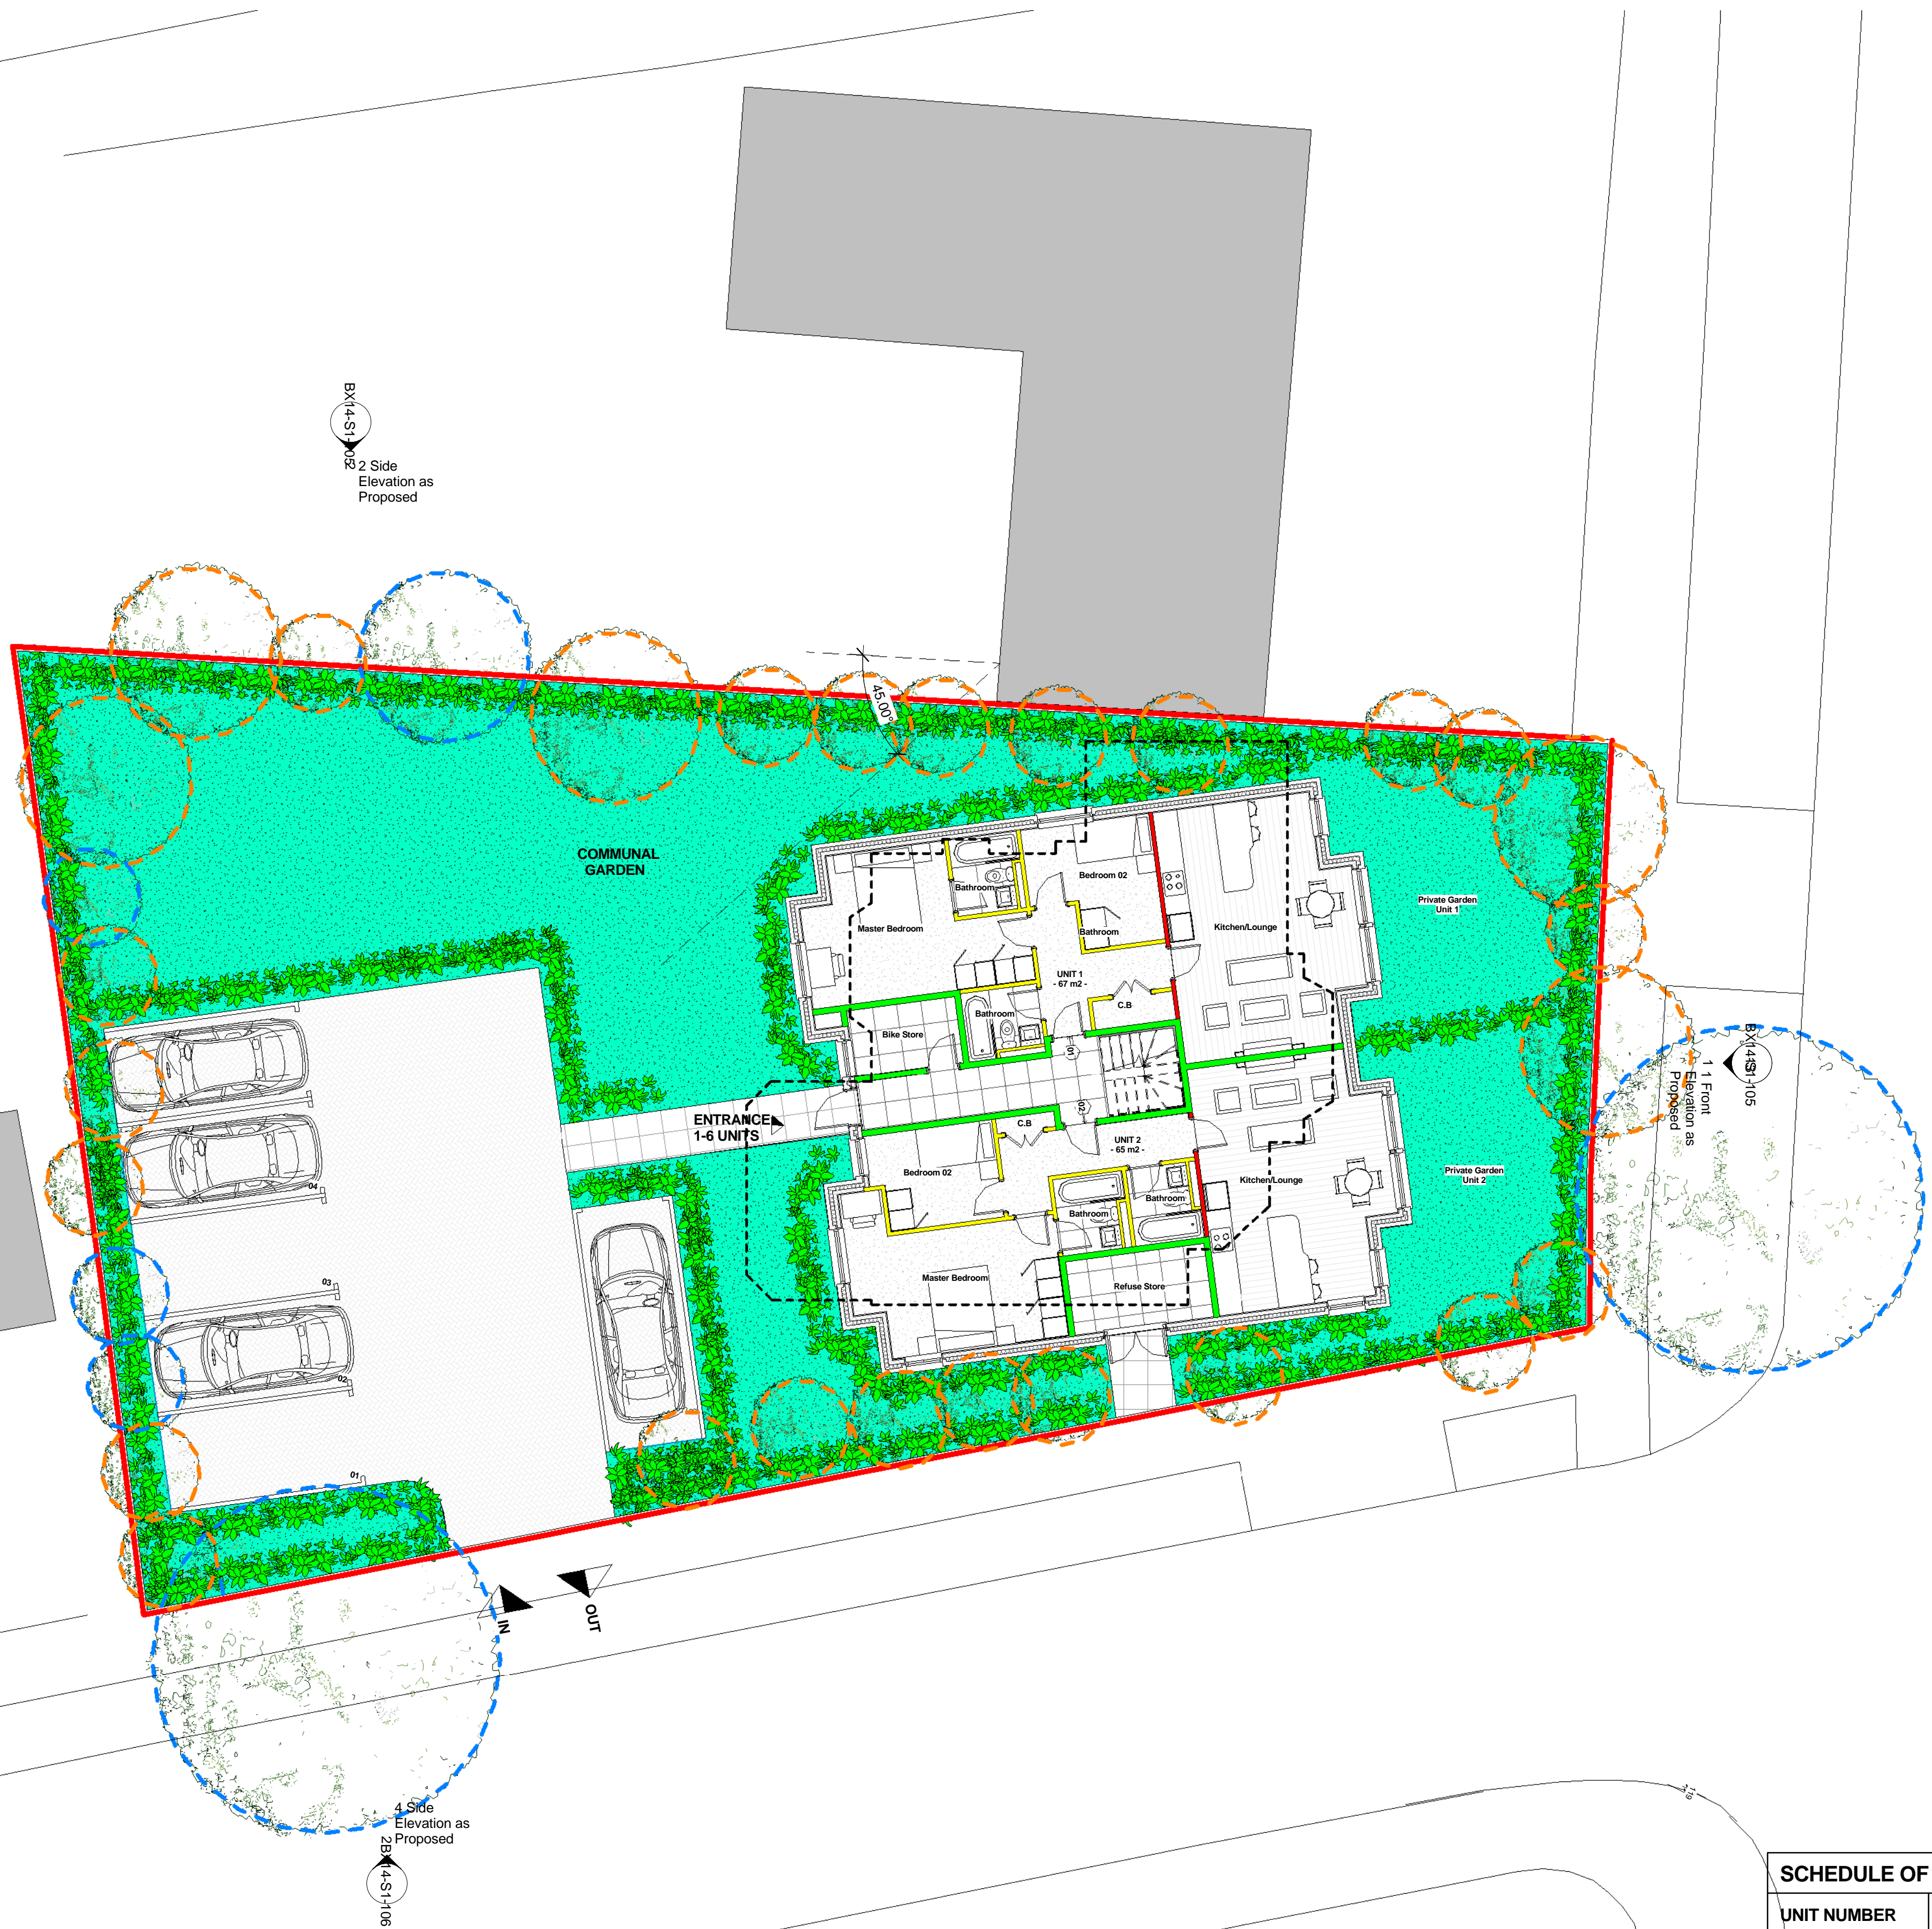 BX14-S1-105
2
2 Side
Elevation as
Proposed
45.00°
COMMUNAL
GARDEN
Bathroom
Bedroom 02
Master Bedroom
Bathroom
Kitchen/Lounge
Private Garden
Unit 1
UNIT 1
- 67 m2 -
C.B
Bathroom
Bike Store
01
02
ENTRANCE
1-6 UNITS
C.B
UNIT 2
- 65 m2 -
Bedroom 02
Bathroom
Bathroom
Kitchen/Lounge
Private Garden
Unit 2
Master Bedroom
Refuse Store
1 1 Front
Elevation as
Proposed
04
03
02
01
IN
OUT
4 Side
Elevation as
Proposed
2
BX14-S1-106
SCHEDULE OF
UNIT NUMBER